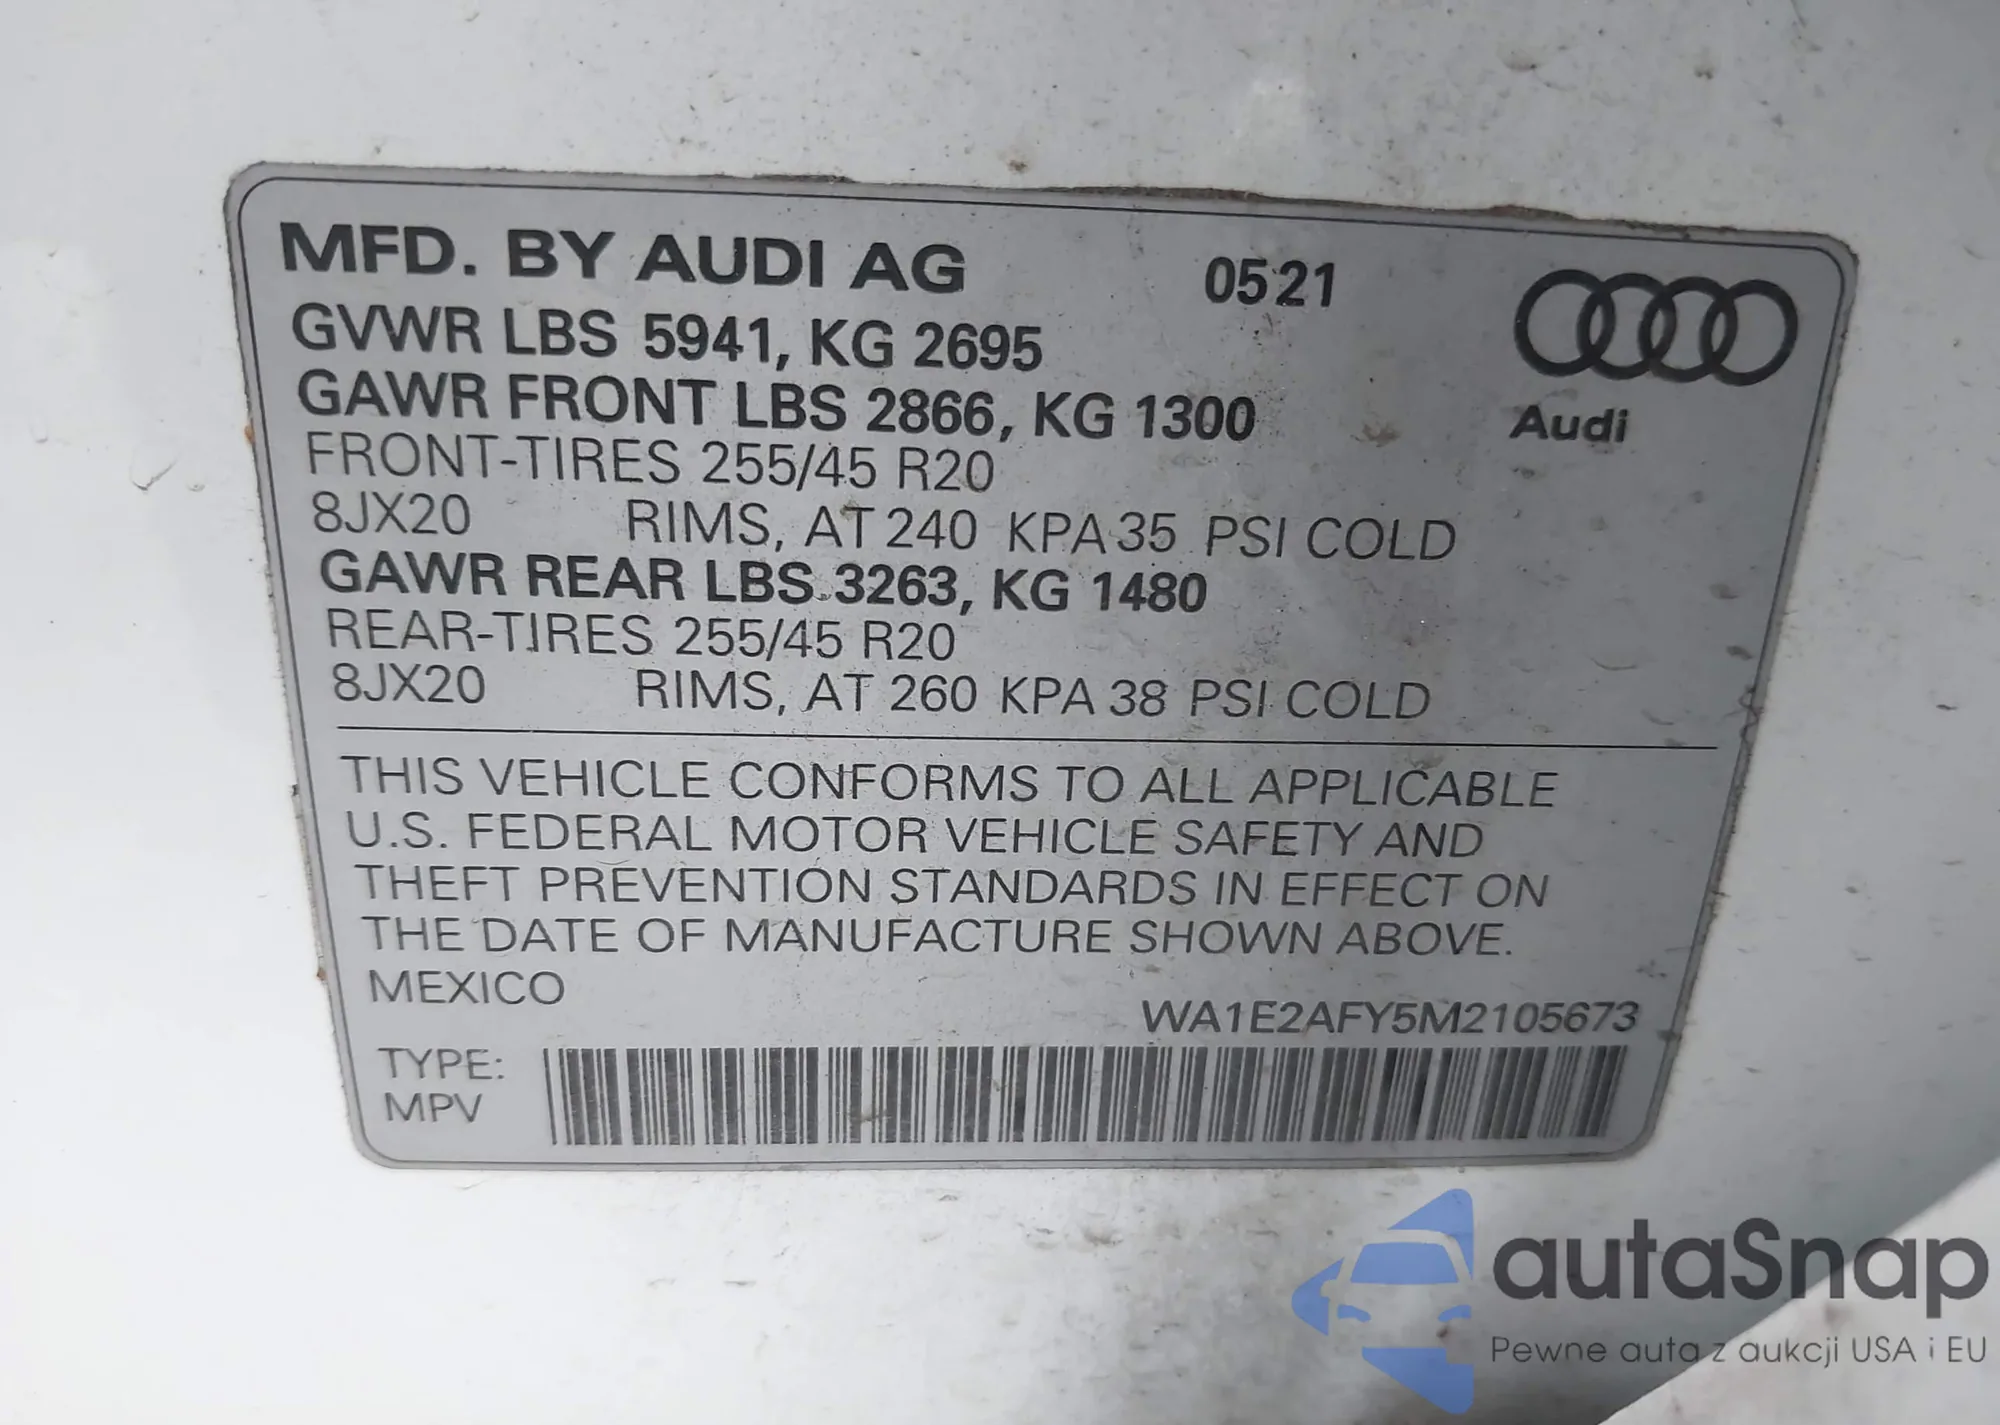 MFD. BY AUDI AG 05 21
GVWR LBS 5941, KG 2695
GAWR FRONT LBS 2866, KG 1300
Audi
FRONT-TIRES 255/45 R20
8JX20 RIMS, AT 240 KPA 35 PSI COLD
GAWR REAR LBS 3263, KG 1480
REAR-TIRES 255/45 R20
8JX20 RIMS, AT 260 KPA 38 PSI COLD
THIS VEHICLE CONFORMS TO ALL APPLICABLE
U.S. FEDERAL MOTOR VEHICLE SAFETY AND
THEFT PREVENTION STANDARDS IN EFFECT ON
THE DATE OF MANUFACTURE SHOWN ABOVE.
MEXICO
WA1E2AFY5M2105673
TYPE:
MPV
autaSnap
Pewne auta z aukcji USA i EU